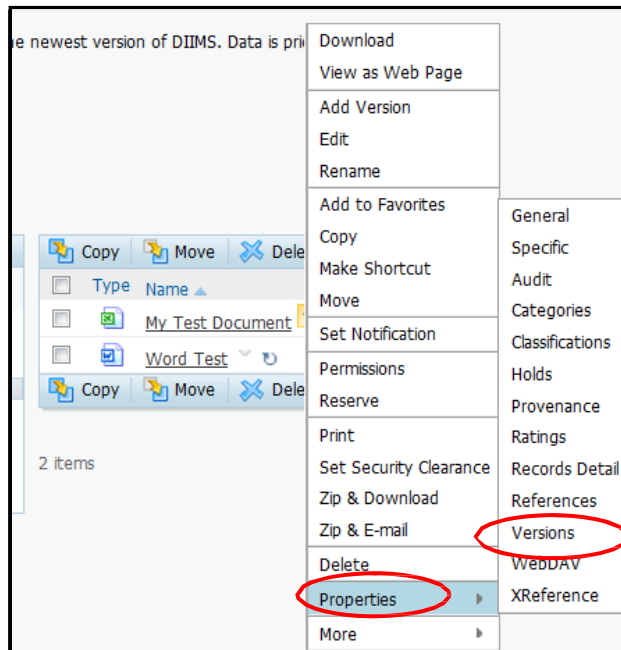 e newest version of DIIMS. Data is pri
Copy Move Dele
Type Name
My Test Document
Word Test
Copy Move Dele
2 items
Download
View as Web Page
Add Version
Edit
Rename
Add to Favorites
Copy
Make Shortcut
Move
Set Notification
Permissions
Reserve
Print
Set Security Clearance
Zip & Download
Zip & E-mail
Delete
Properties
More
General
Specific
Audit
Categories
Classifications
Holds
Provenance
Ratings
Records Detail
References
Versions
WebDAV
XReference